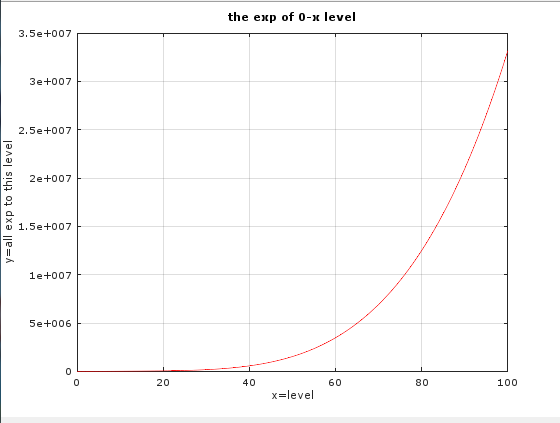 the exp of 0-x level
3.5e+007
3e+007
2.5e+007
2e+007
1.5e+007
1e+007
5e+006
0
y=all exp to this level
0 20 40 60 80 100
x=level